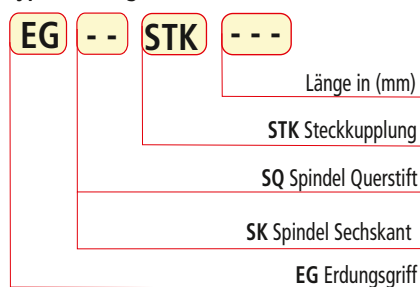 EG - - STK - - -
Länge in (mm)
STK Steckkupplung
SQ Spindel Querstift
SK Spindel Sechskant
EG Erdungsgriff